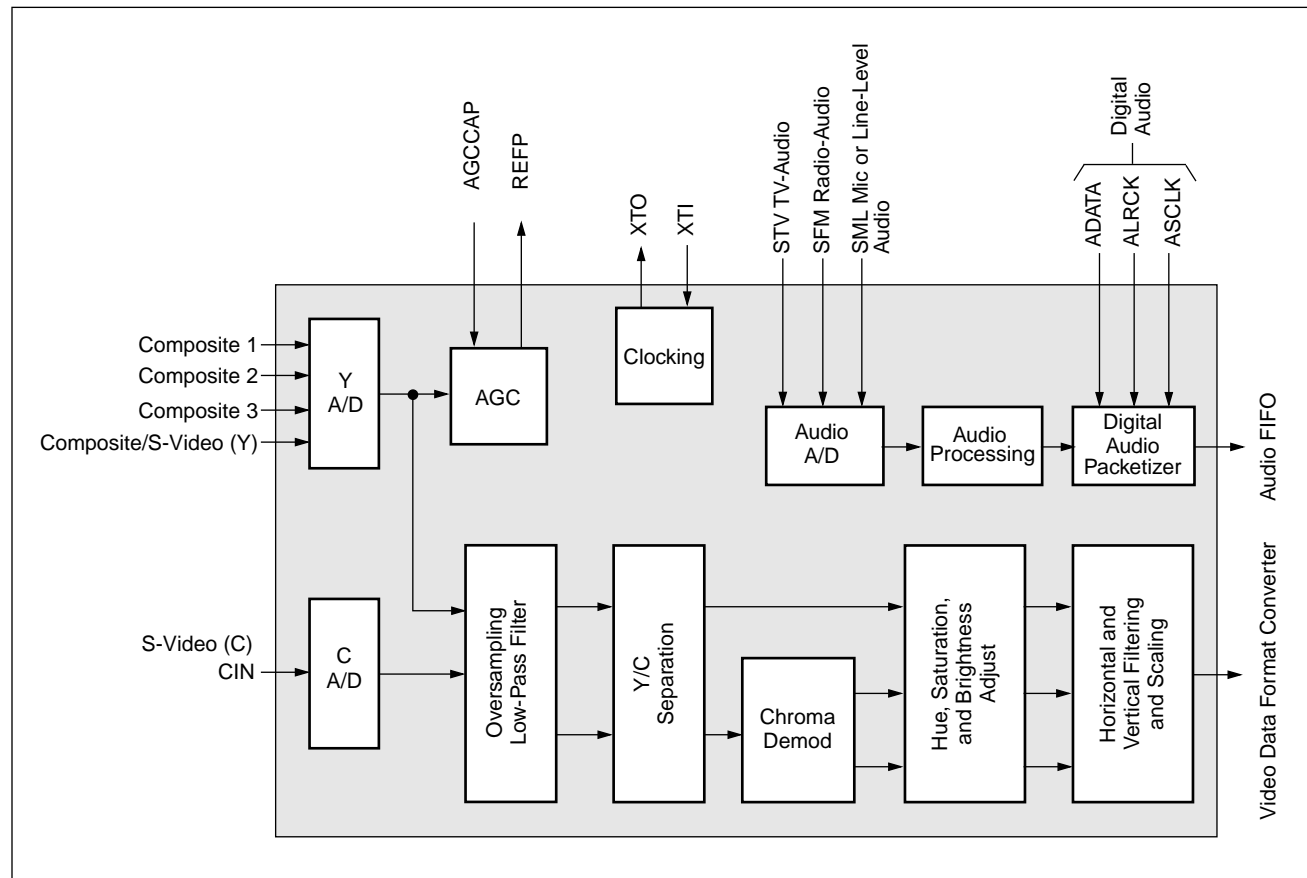 Digital
Audio
AGCCAP
REFP
XTO
XTI
STV TV-Audio
SFM Radio-Audio
SML Mic or Line-Level
Audio
ADATA
ALRCK
ASCLK
Composite 1
Composite 2
Composite 3
Composite/S-Video (Y)
Y
A/D
AGC
Clocking
Audio
A/D
Audio
Processing
Digital
Audio
Packetizer
Audio FIFO
S-Video (C)
CIN
C
A/D
Oversampling
Low-Pass Filter
Y/C
Separation
Chroma
Demod
Hue, Saturation,
and Brightness
Adjust
Horizontal and
Vertical Filtering
and Scaling
Video Data Format Converter